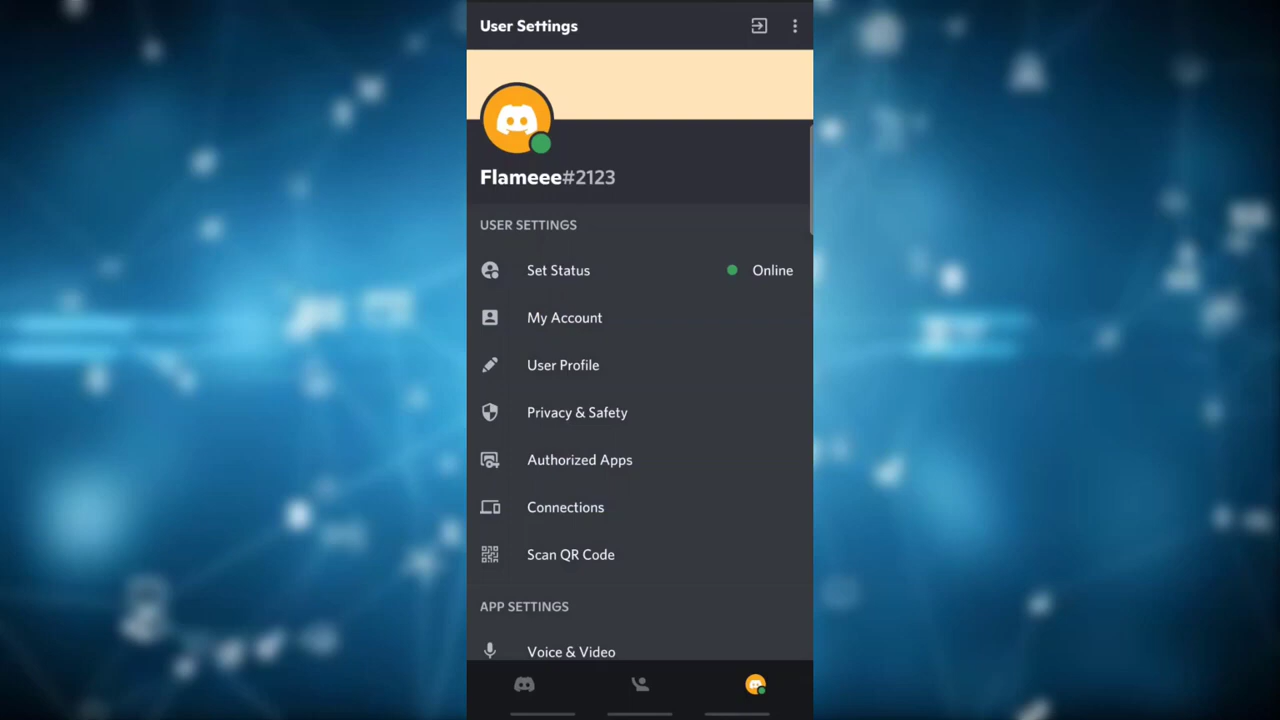 User Settings
Flameee#2123
USER SETTINGS
Set Status
Online
My Account
User Profile
Privacy & Safety
Authorized Apps
Connections
Scan QR Code
APP SETTINGS
Voice & Video